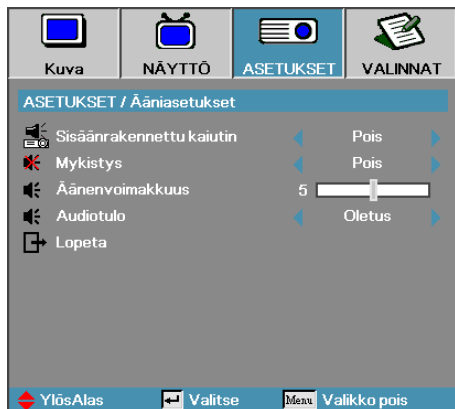 Kuva NÄYTTÖ ASETUKSET VALINNAT
ASETUKSET / Ääniasetukset
Sisäänrakennettu kaiutin Pois
Mykistys Pois
Äänenvoimakkuus 5
Audiotulo Oletus
Lopeta
YlösAlas Valitse Menu Valikko pois